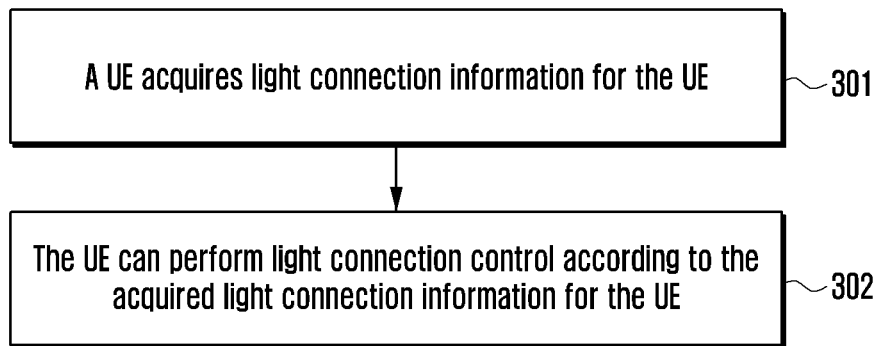 A UE acquires light connection information for the UE
301
The UE can perform light connection control according to the
acquired light connection information for the UE
302